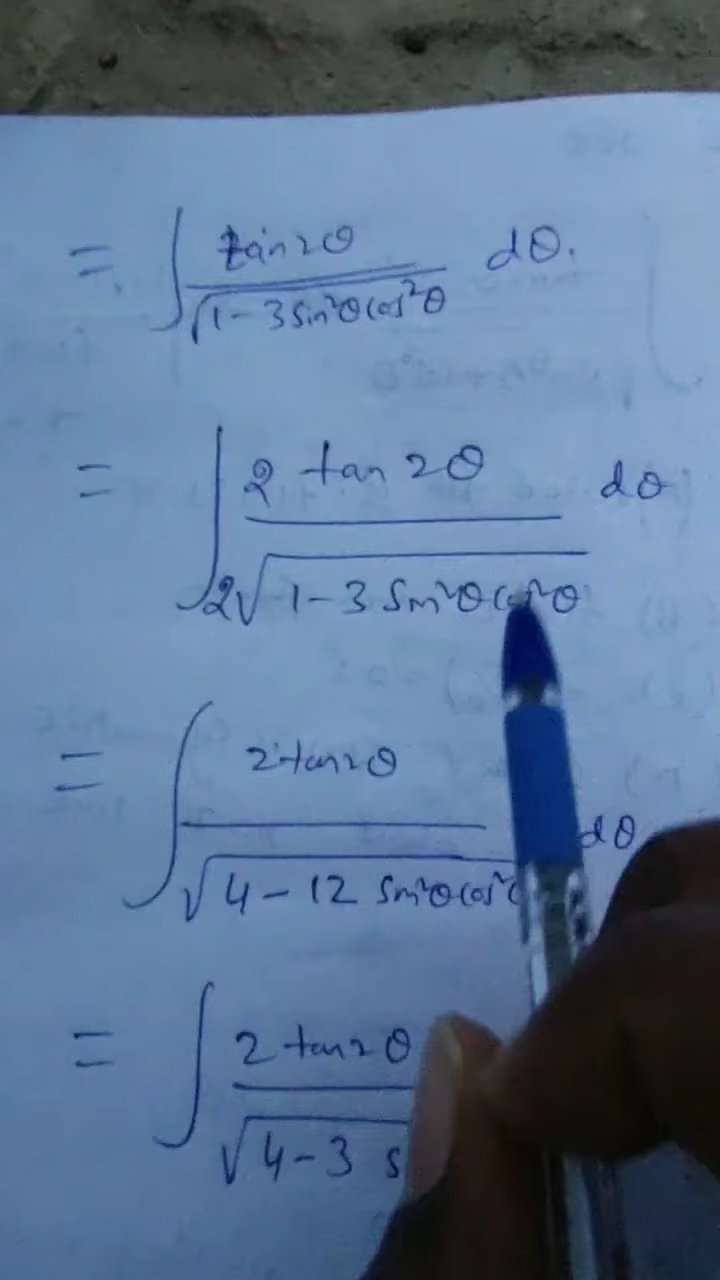 = ∫ tan2θ / √1-3sin²θcos²θ dθ.
= ∫ 2 tan 2θ / 2√1-3 sin²θcos²θ dθ
= ∫ 2tan2θ / √4-12 sin²θcos² dθ
= ∫ 2 tan2θ / √4-3 s